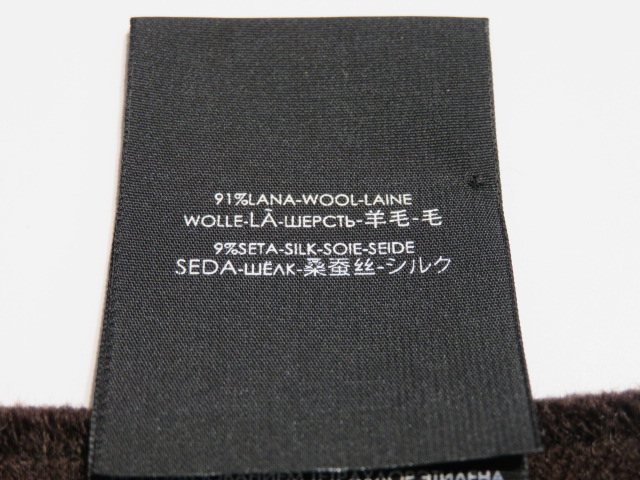 91%LANA-WOOL-LAINE
WOLLE-LÃ-ШЕРСТЬ-羊毛-毛
9%SETA-SILK-SOIE-SEIDE
SEDA-ШЁЛК-桑蚕丝-シルク